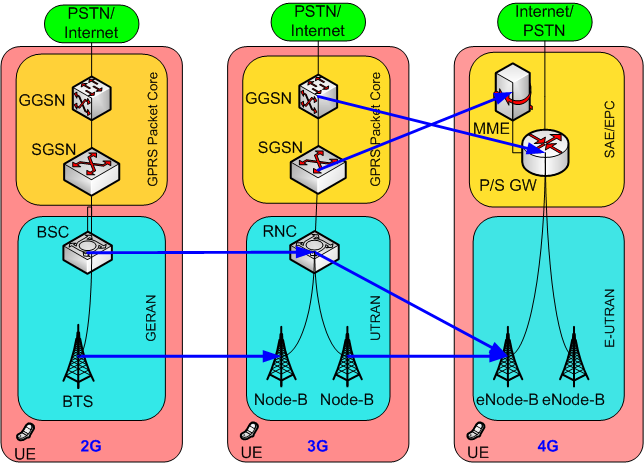 PSTN/
Internet
GGSN
SGSN
GPRS Packet Core
BSC
GERAN
BTS
UE
2G
PSTN/
Internet
GGSN
SGSN
GPRS Packet Core
RNC
UTRAN
Node-B
Node-B
UE
3G
Internet/
PSTN
MME
SAE/EPC
P/S GW
E-UTRAN
eNode-B
eNode-B
UE
4G